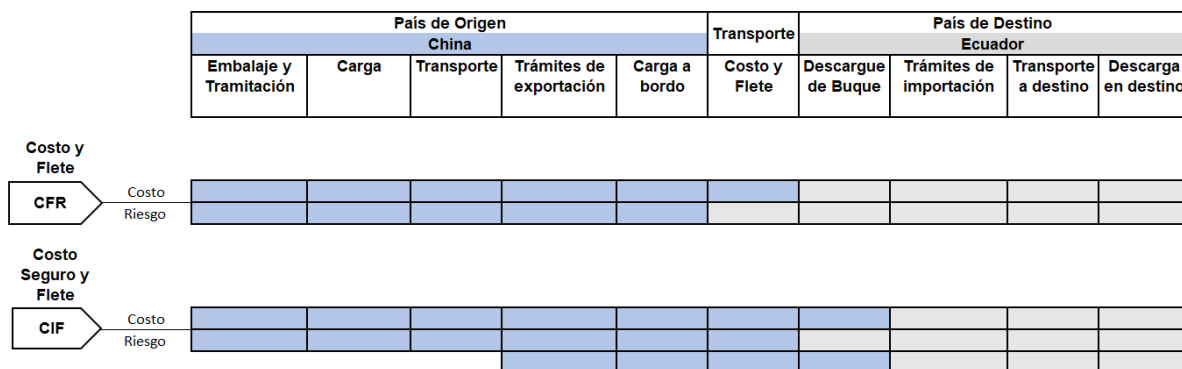 País de Origen
Transporte
País de Destino
China
Ecuador
Embalaje y
Tramitación
Carga
Transporte
Trámites de
exportación
Carga a
bordo
Costo y
Flete
Descargue
de Buque
Trámites de
importación
Transporte
a destino
Descarga
en destino
Costo y
Flete
CFR
Costo
Riesgo
Costo
Seguro y
Flete
CIF
Costo
Riesgo